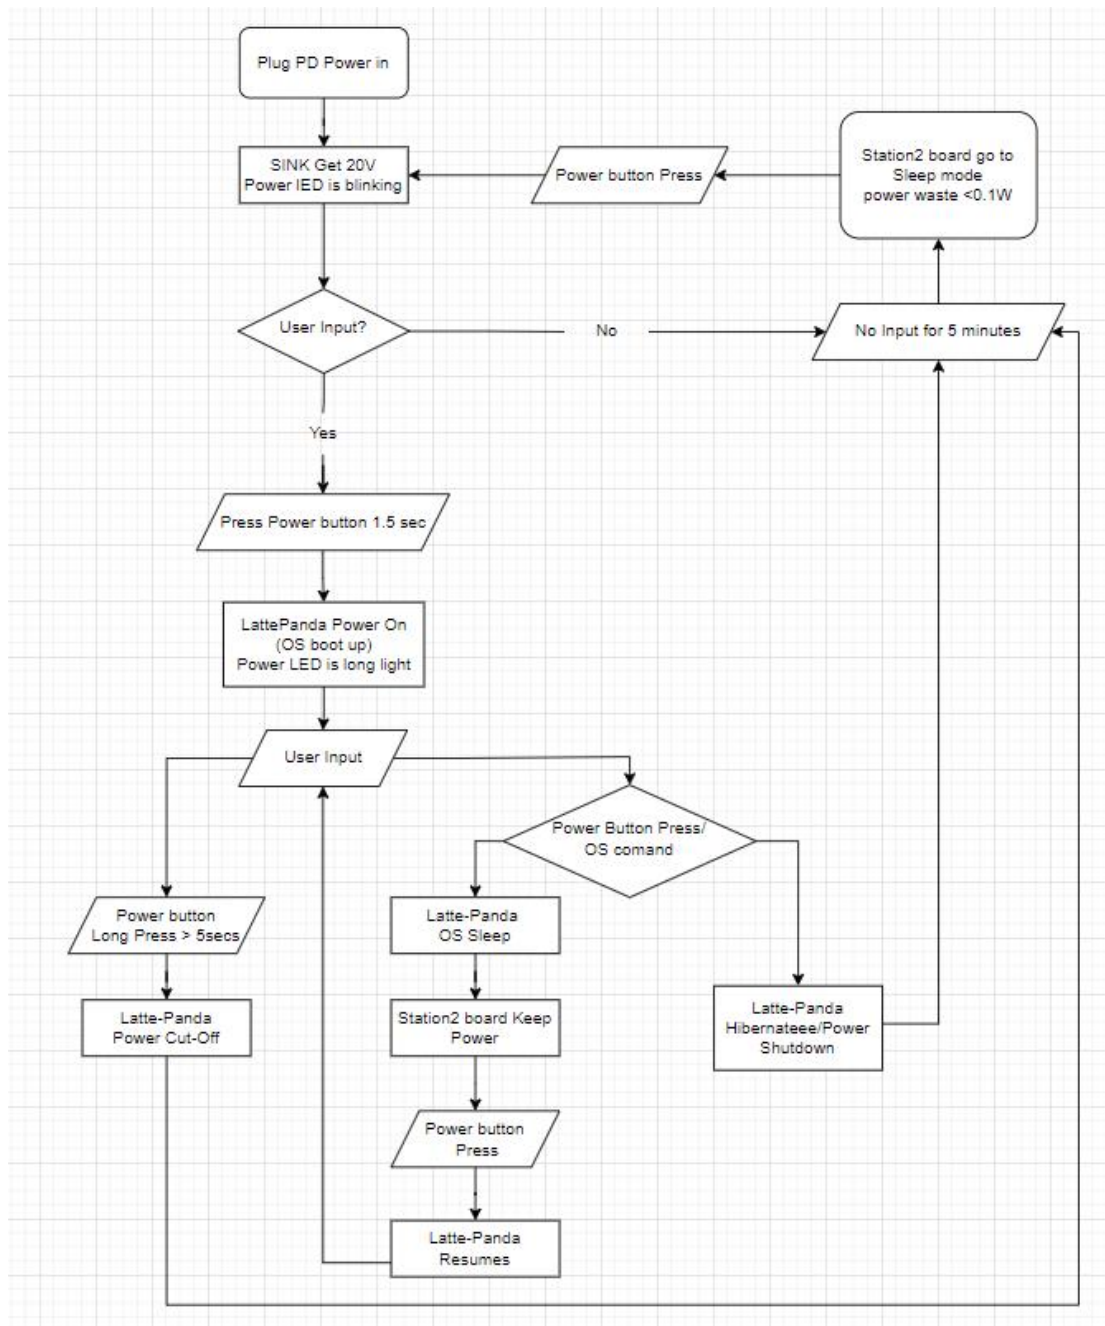 Plug PD Power in
SINK Get 20V
Power lED is blinking
Power button Press
Station2 board go to
Sleep mode
power waste <0.1W
User Input?
No
No Input for 5 minutes
Yes
Press Power button 1.5 sec
LattePanda Power On
(OS boot up)
Power LED is long light
User Input
Power Button Press/
OS comand
Power button
Long Press > 5secs
Latte-Panda
OS Sleep
Latte-Panda
Power Cut-Off
Station2 board Keep
Power
Latte-Panda
Hibernateee/Power
Shutdown
Power button
Press
Latte-Panda
Resumes